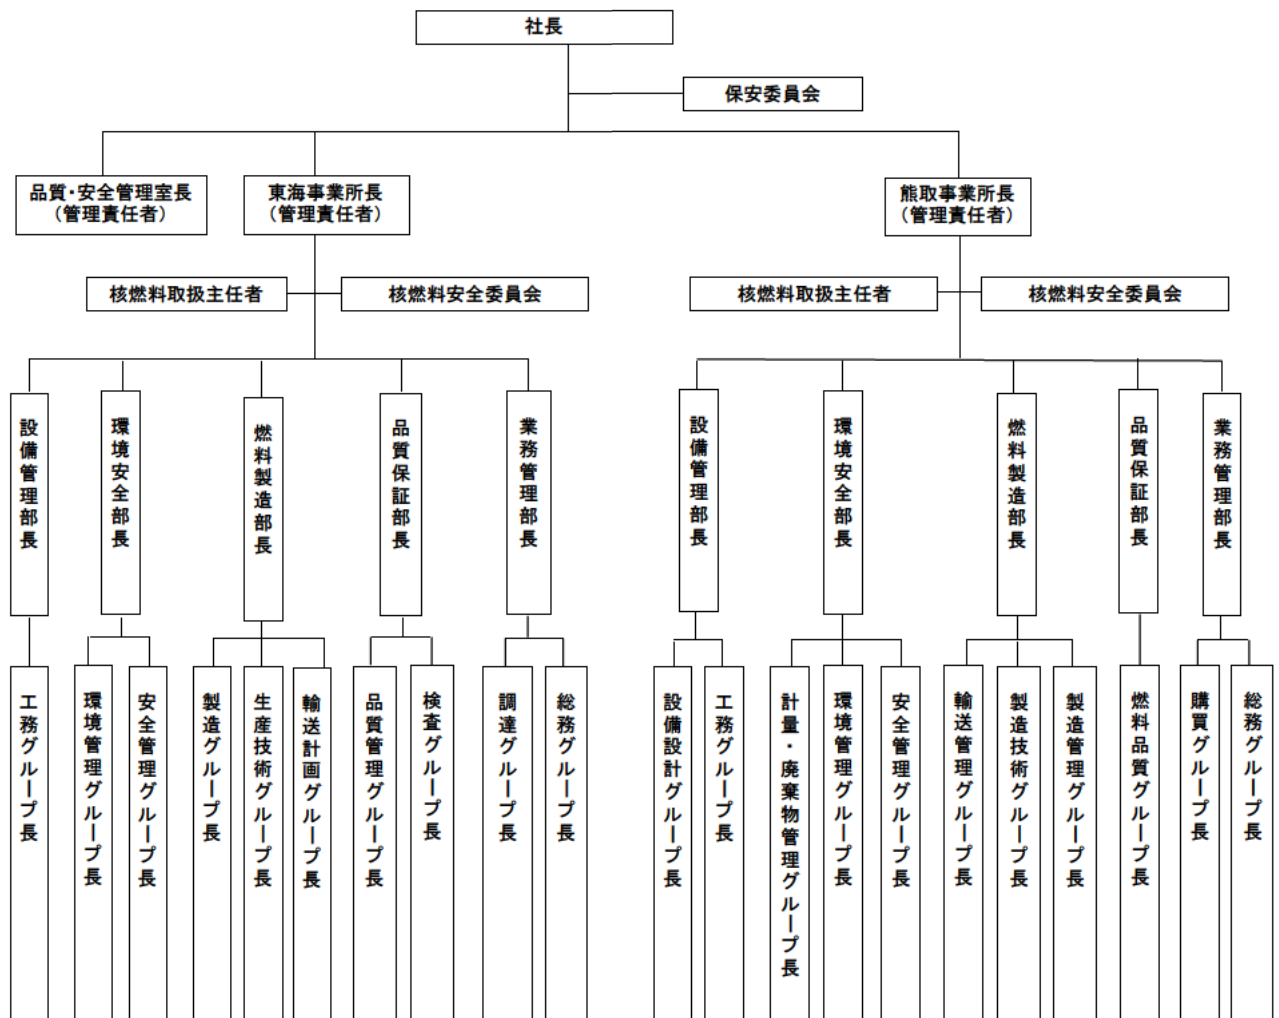 社長
保安委員会
品質・安全管理室長
（管理責任者）
東海事業所長
（管理責任者）
熊取事業所長
（管理責任者）
核燃料取扱主任者
核燃料安全委員会
核燃料取扱主任者
核燃料安全委員会
設備管理部長
環境安全部長
燃料製造部長
品質保証部長
業務管理部長
設備管理部長
環境安全部長
燃料製造部長
品質保証部長
業務管理部長
工務グループ長
環境管理グループ長
安全管理グループ長
製造グループ長
生産技術グループ長
輸送計画グループ長
品質管理グループ長
検査グループ長
調達グループ長
総務グループ長
設備設計グループ長
工務グループ長
計量・廃棄物管理グループ長
環境管理グループ長
安全管理グループ長
輸送管理グループ長
製造技術グループ長
製造管理グループ長
燃料品質グループ長
購買グループ長
総務グループ長